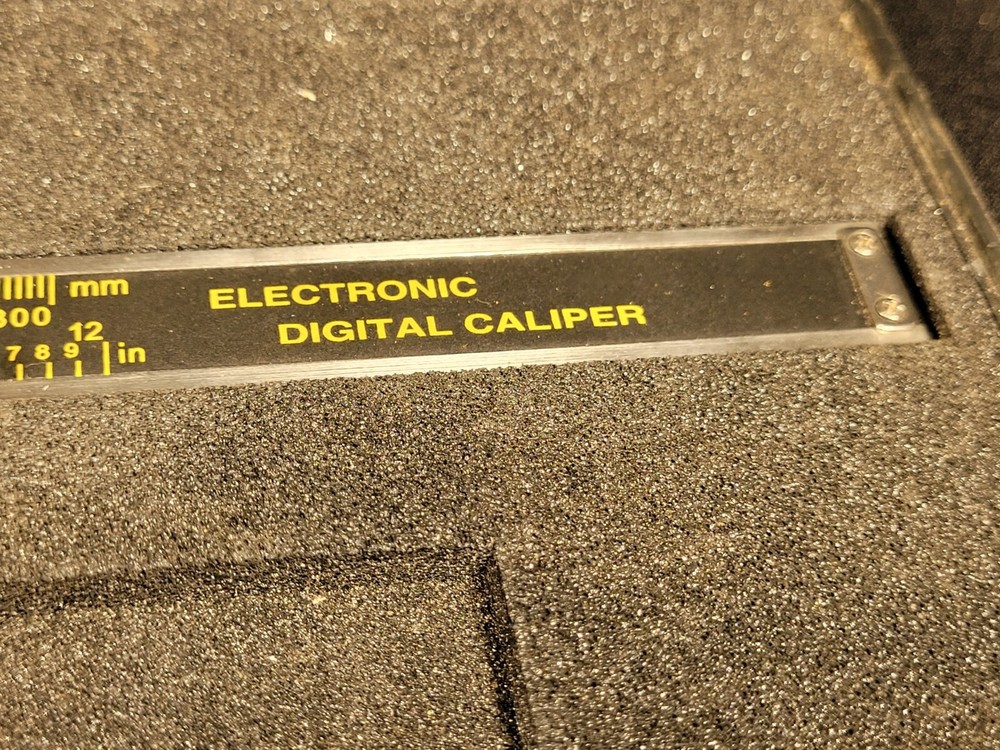 mm
300
12
7 8 9 in
ELECTRONIC
DIGITAL CALIPER